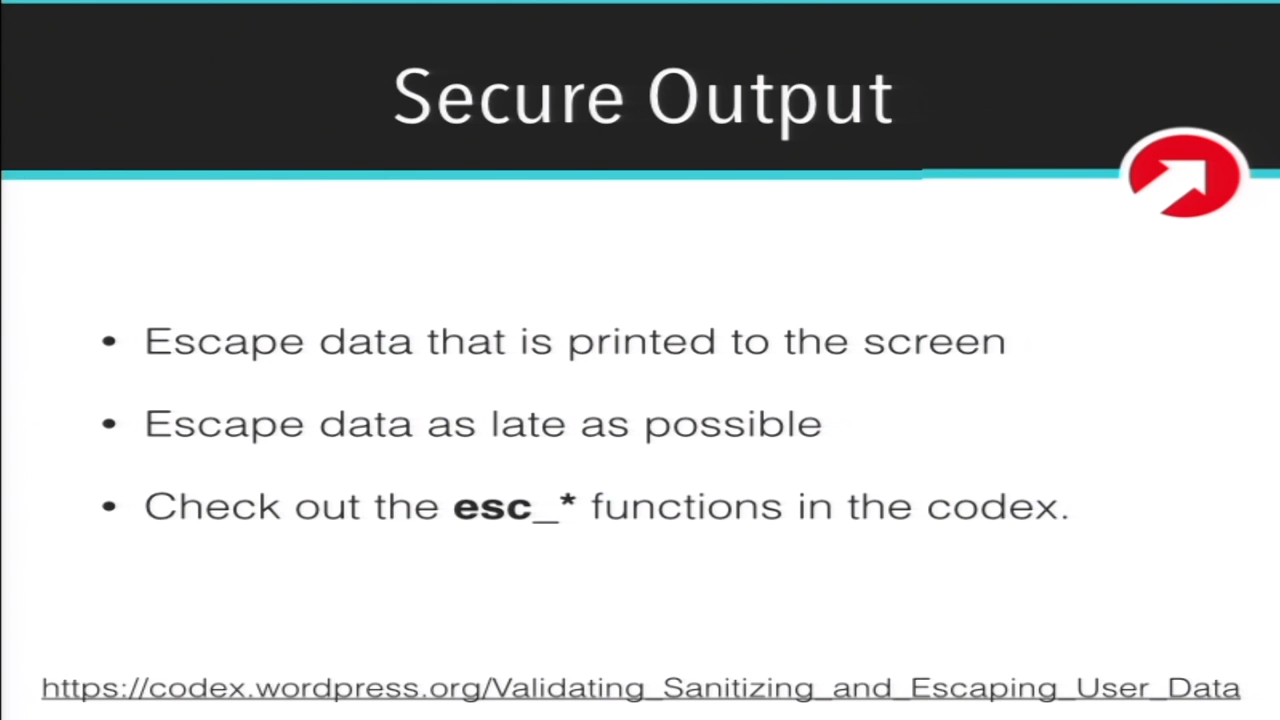 Secure Output
• Escape data that is printed to the screen
• Escape data as late as possible
• Check out the esc_* functions in the codex.
https://codex.wordpress.org/Validating_Sanitizing_and_Escaping_User_Data